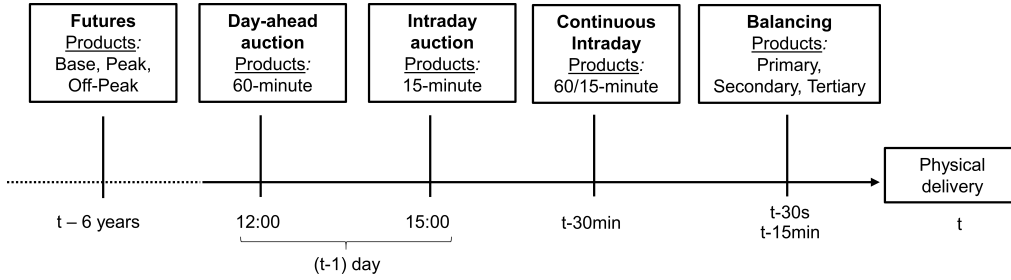 Futures
Products:
Base, Peak,
Off-Peak
Day-ahead
auction
Products:
60-minute
Intraday
auction
Products:
15-minute
Continuous
Intraday
Products:
60/15-minute
Balancing
Products:
Primary,
Secondary, Tertiary
Physical
delivery
t – 6 years
12:00
15:00
t-30min
t-30s
t-15min
t
(t-1) day